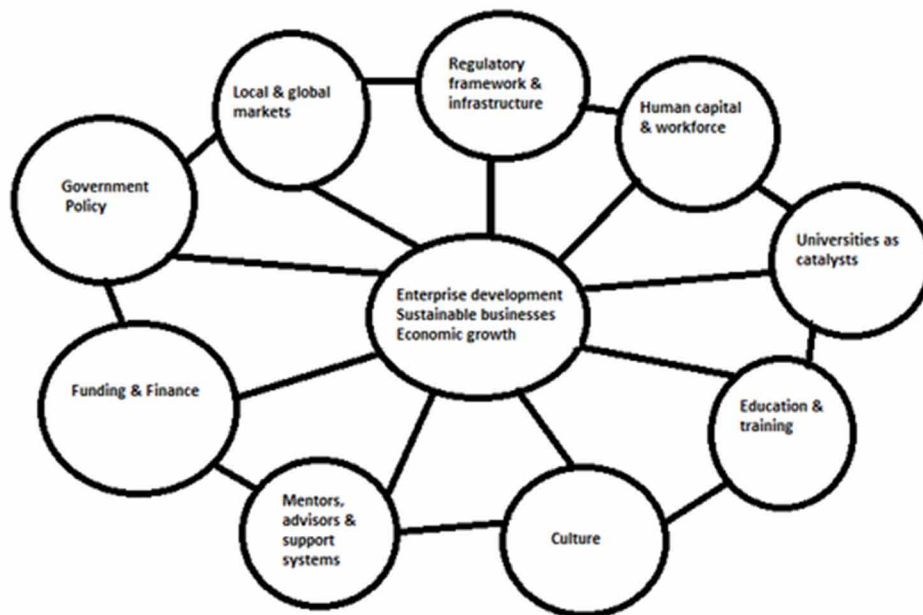 Regulatory
framework &
infrastructure
Local & global
markets
Human capital
& workforce
Government
Policy
Universities as
catalysts
Enterprise development
Sustainable businesses
Economic growth
Funding & Finance
Education &
training
Mentors,
advisors &
support
systems
Culture